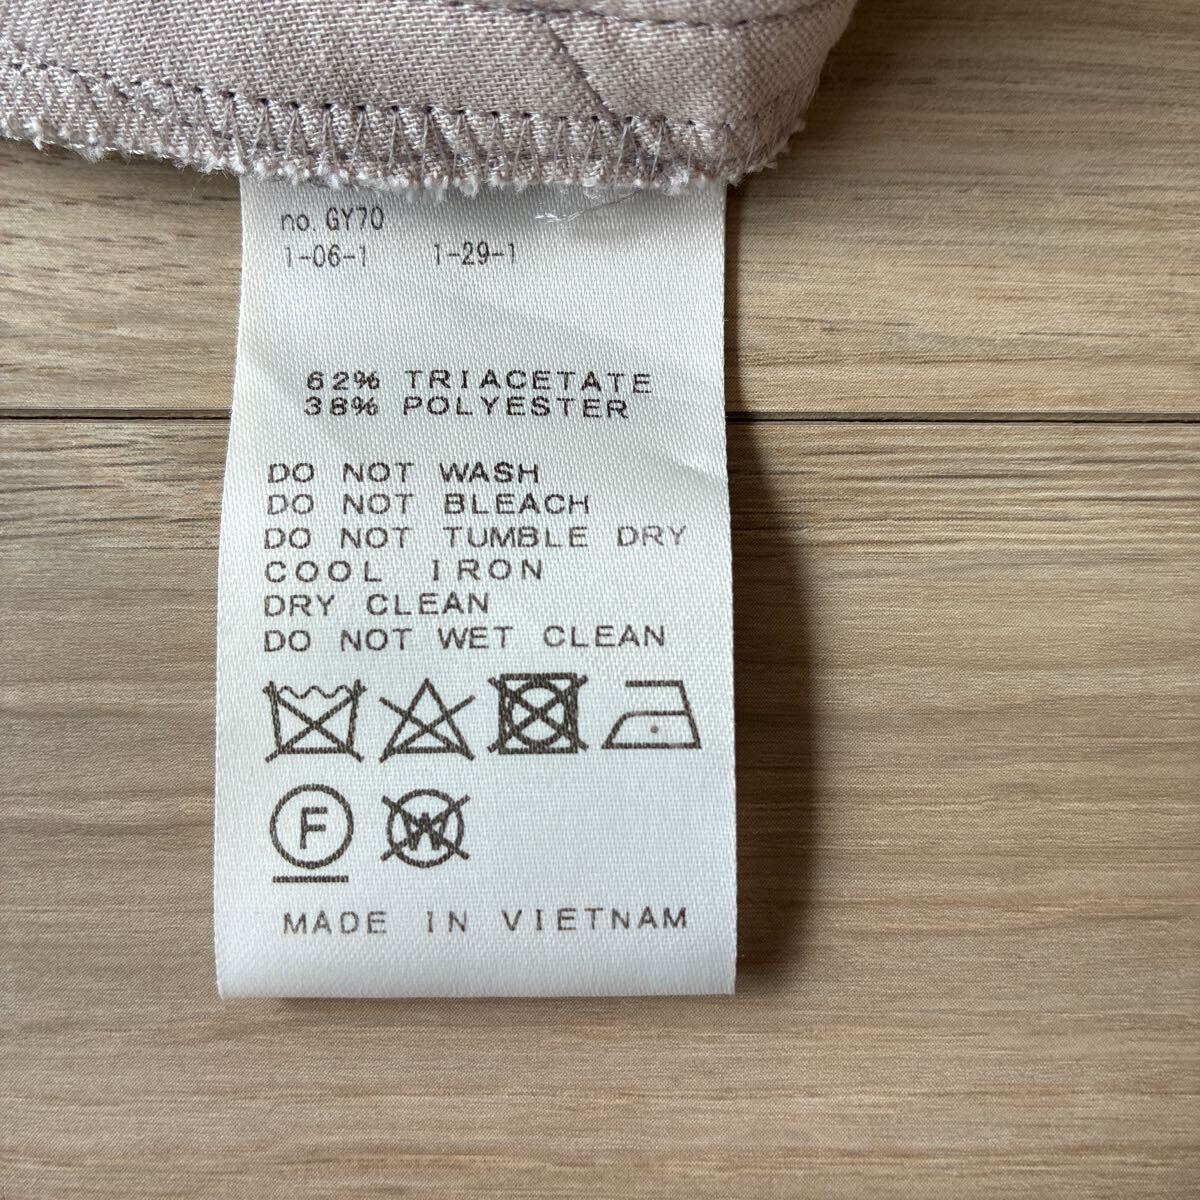 no. GY70
1-06-1 1-29-1
62% TRIACETATE
38% POLYESTER
DO NOT WASH
DO NOT BLEACH
DO NOT TUMBLE DRY
COOL IRON
DRY CLEAN
DO NOT WET CLEAN
F W
MADE IN VIETNAM